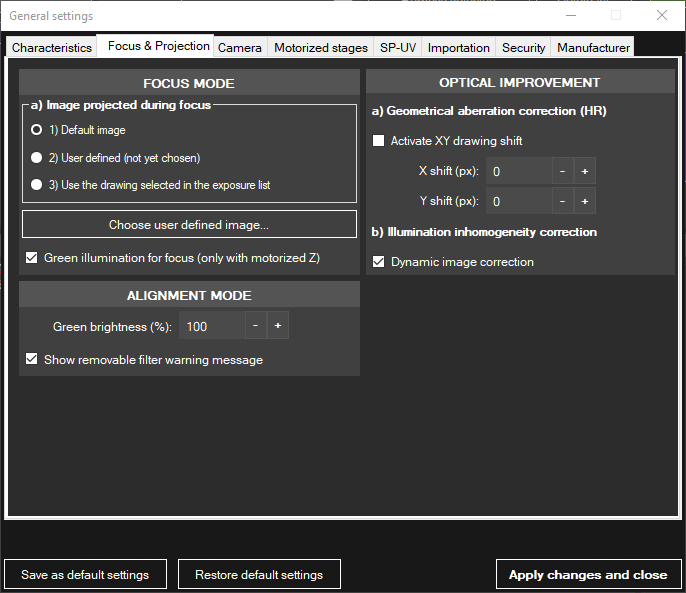 General settings
Characteristics
Focus & Projection
Camera
Motorized stages
SP-UV
Importation
Security
Manufacturer
FOCUS MODE
a) Image projected during focus
1) Default image
2) User defined (not yet chosen)
3) Use the drawing selected in the exposure list
Choose user defined image...
Green illumination for focus (only with motorized Z)
ALIGNMENT MODE
Green brightness (%): 100 - +
Show removable filter warning message
OPTICAL IMPROVEMENT
a) Geometrical aberration correction (HR)
Activate XY drawing shift
X shift (px): 0 - +
Y shift (px): 0 - +
b) Illumination inhomogeneity correction
Dynamic image correction
Save as default settings
Restore default settings
Apply changes and close